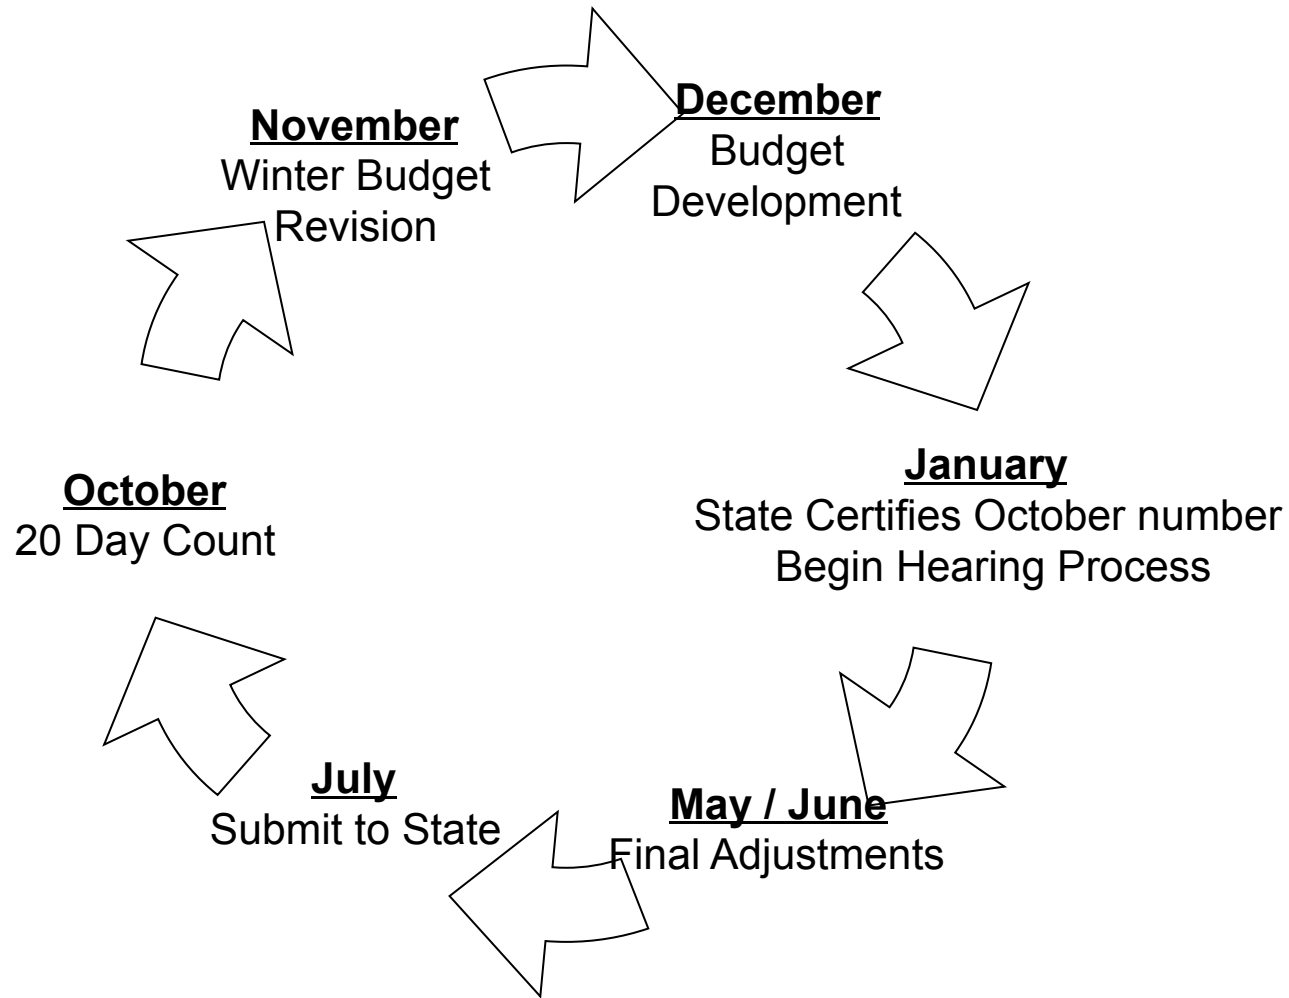 November
Winter Budget
Revision
December
Budget
Development
January
State Certifies October number
Begin Hearing Process
May / June
Final Adjustments
July
Submit to State
October
20 Day Count